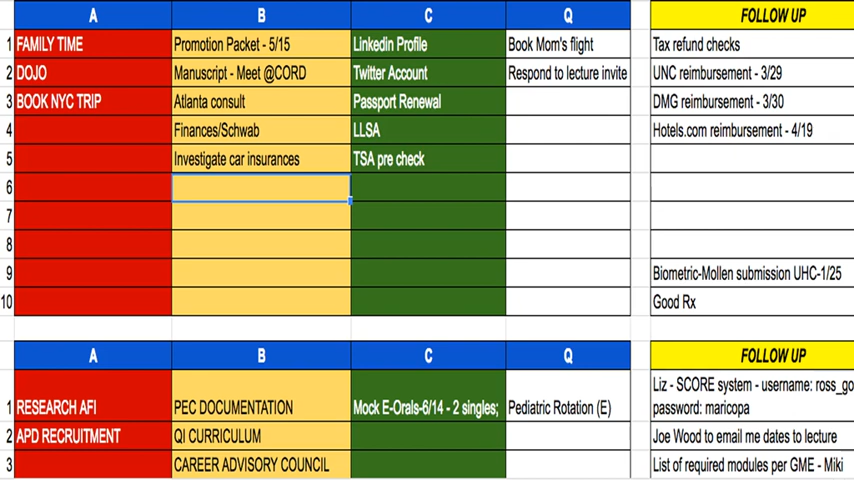 A B C Q FOLLOW UP
1 FAMILY TIME Promotion Packet - 5/15 Linkedin Profile Book Mom's flight Tax refund checks
2 DOJO Manuscript - Meet @CORD Twitter Account Respond to lecture invite UNC reimbursement - 3/29
3 BOOK NYC TRIP Atlanta consult Passport Renewal DMG reimbursement - 3/30
4 Finances/Schwab LLSA Hotels.com reimbursement - 4/19
5 Investigate car insurances TSA pre check
6
7
8
9 Biometric-Mollen submission UHC-1/25
10 Good Rx
A B C Q FOLLOW UP
Liz - SCORE system - username: ross_go
1 RESEARCH AFI PEC DOCUMENTATION Mock E-Orals-6/14 - 2 singles; Pediatric Rotation (E) password: maricopa
2 APD RECRUITMENT QI CURRICULUM Joe Wood to email me dates to lecture
3 CAREER ADVISORY COUNCIL List of required modules per GME - Miki